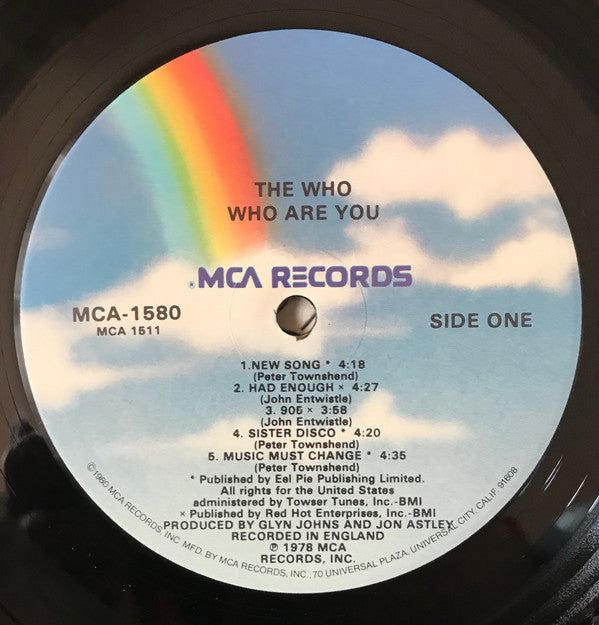 THE WHO
WHO ARE YOU
®MCA RECORDS
MCA-1580
MCA 1511
SIDE ONE
1.NEW SONG * 4:18
(Peter Townshend)
2. HAD ENOUGH × 4:27
(John Entwistle)
3. 905 × 3:58
(John Entwistle)
4. SISTER DISCO * 4:20
(Peter Townshend)
5. MUSIC MUST CHANGE * 4:35
(Peter Townshend)
* Published by Eel Pie Publishing Limited.
All rights for the United States
administered by Towser Tunes, Inc.-BMI
× Published by Red Hot Enterprises, Inc.-BMI
PRODUCED BY GLYN JOHNS AND JON ASTLEY
RECORDED IN ENGLAND
℗ 1978 MCA
RECORDS, INC.
©1980 MCA RECORDS, INC. MFD. BY MCA RECORDS, INC., 70 UNIVERSAL PLAZA, UNIVERSAL CITY, CALIF. 91608